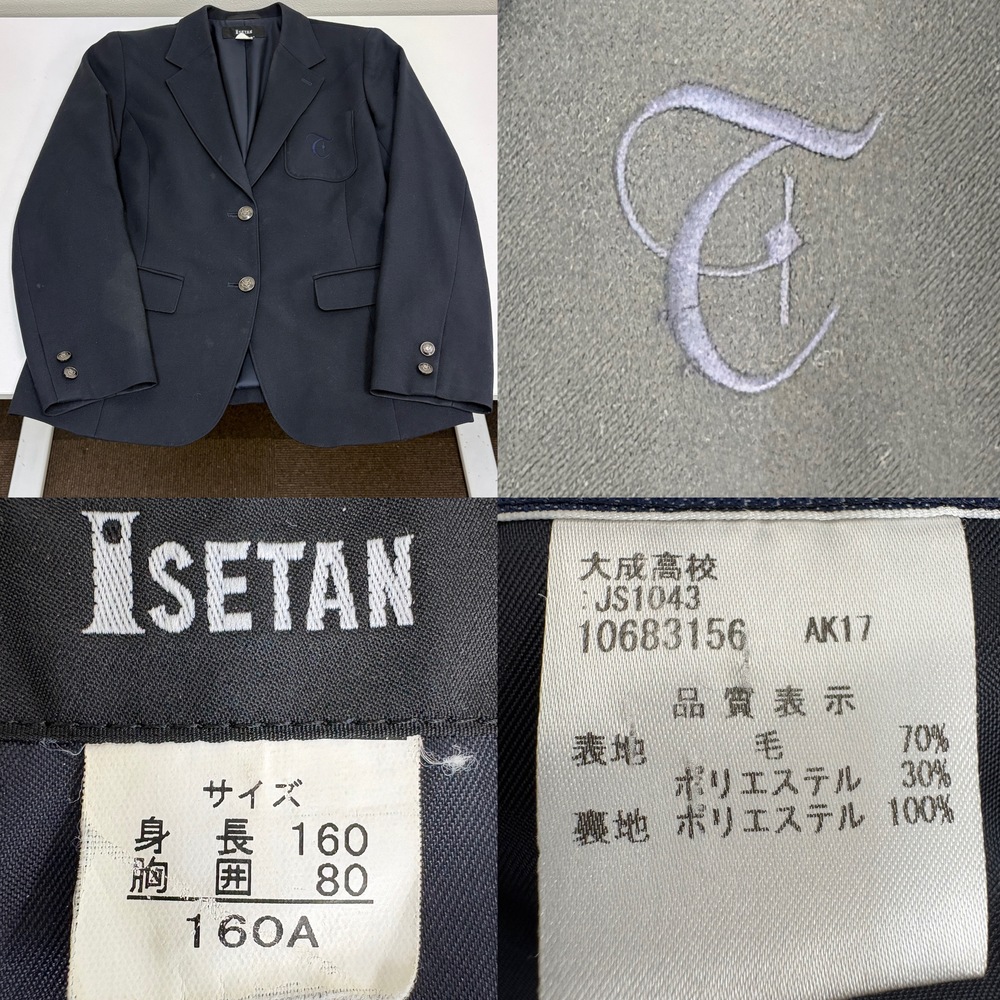 ISETAN
T
ISETAN
サイズ
身長 160
胸囲 80
160A
大成高校
:JS1043
10683156 AK17
品質表示
表地 毛 70%
ポリエステル 30%
裏地 ポリエステル 100%